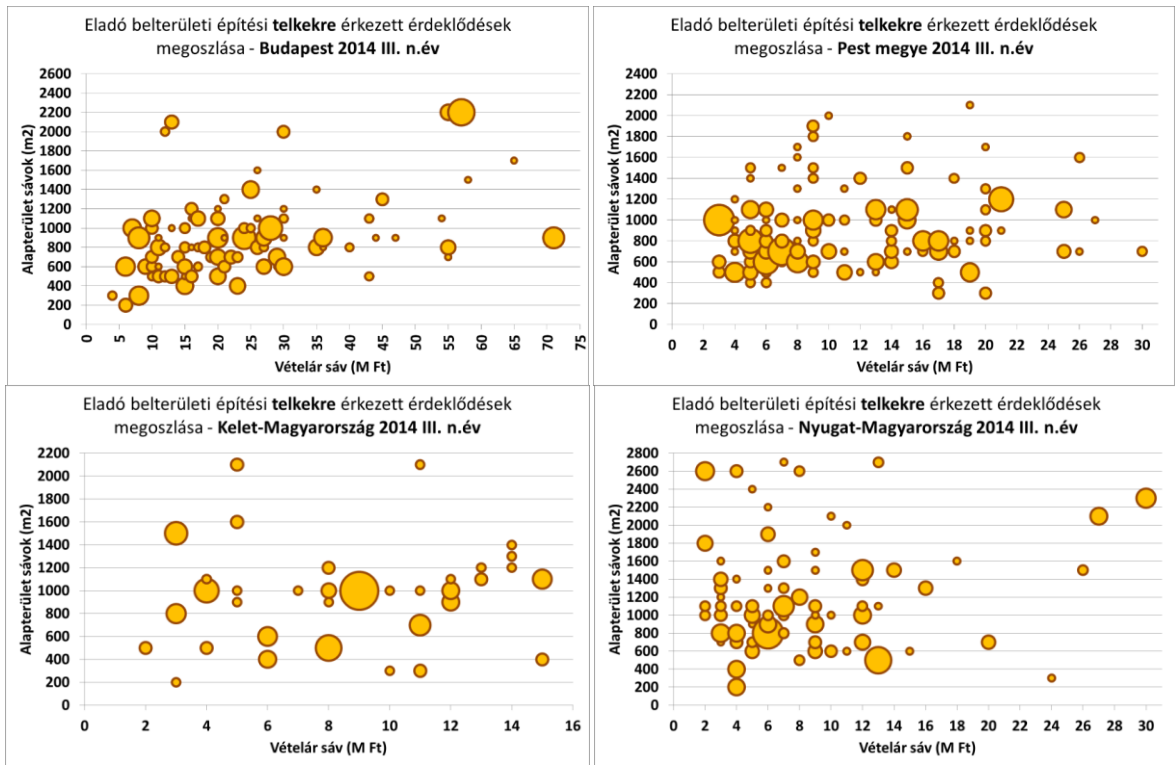 Eladó belterületi építési telkekre érkezett érdeklődések
megoszlása - Budapest 2014 III. n.év
Alapterület sávok (m2)
2600
2400
2200
2000
1800
1600
1400
1200
1000
800
600
400
200
0
0 5 10 15 20 25 30 35 40 45 50 55 60 65 70 75
Vételár sáv (M Ft)
Eladó belterületi építési telkekre érkezett érdeklődések
megoszlása - Pest megye 2014 III. n.év
Alapterület sávok (m2)
2400
2200
2000
1800
1600
1400
1200
1000
800
600
400
200
0
0 2 4 6 8 10 12 14 16 18 20 22 24 26 28 30
Vételár sáv (M Ft)
Eladó belterületi építési telkekre érkezett érdeklődések
megoszlása - Kelet-Magyarország 2014 III. n.év
Alapterület sávok (m2)
2200
2000
1800
1600
1400
1200
1000
800
600
400
200
0
0 2 4 6 8 10 12 14 16
Vételár sáv (M Ft)
Eladó belterületi építési telkekre érkezett érdeklődések
megoszlása - Nyugat-Magyarország 2014 III. n.év
Alapterület sávok (m2)
2800
2600
2400
2200
2000
1800
1600
1400
1200
1000
800
600
400
200
0
0 2 4 6 8 10 12 14 16 18 20 22 24 26 28 30
Vételár sáv (M Ft)